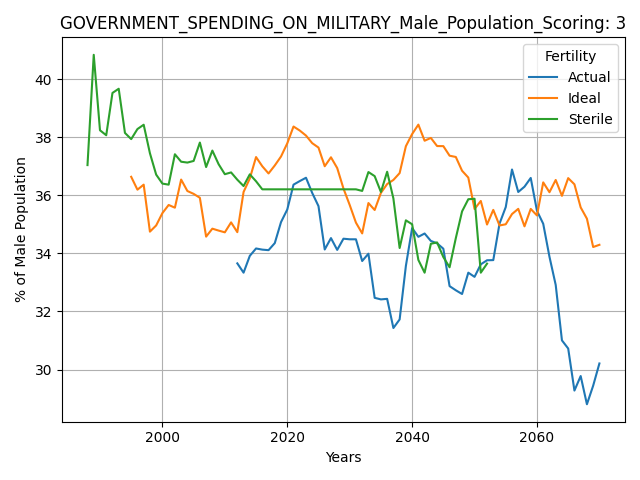 GOVERNMENT_SPENDING_ON_MILITARY_Male_Population_Scoring: 3
Fertility
Actual
Ideal
Sterile
% of Male Population
40
38
36
34
32
30
2000 2020 2040 2060
Years